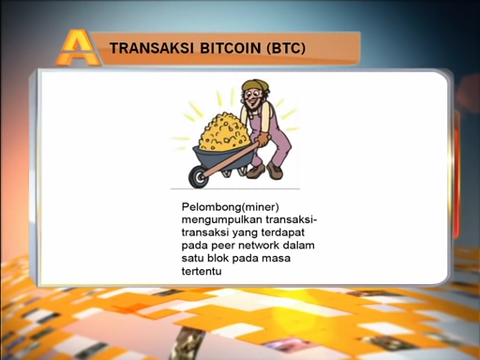 A TRANSAKSI BITCOIN (BTC)
Pelombong(miner)
mengumpulkan transaksi-
transaksi yang terdapat
pada peer network dalam
satu blok pada masa
tertentu